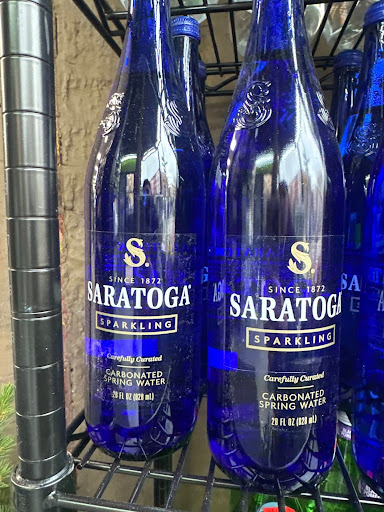 S.
SINCE 1872
SARATOGA®
SPARKLING
Carefully Curated
CARBONATED
SPRING WATER
28 FL OZ (828 mL)
S.
SINCE 1872
SARATOGA
SPARKLING
Carefully Curated
CARBONATED
SPRING WATER
28 FL OZ (828 mL)